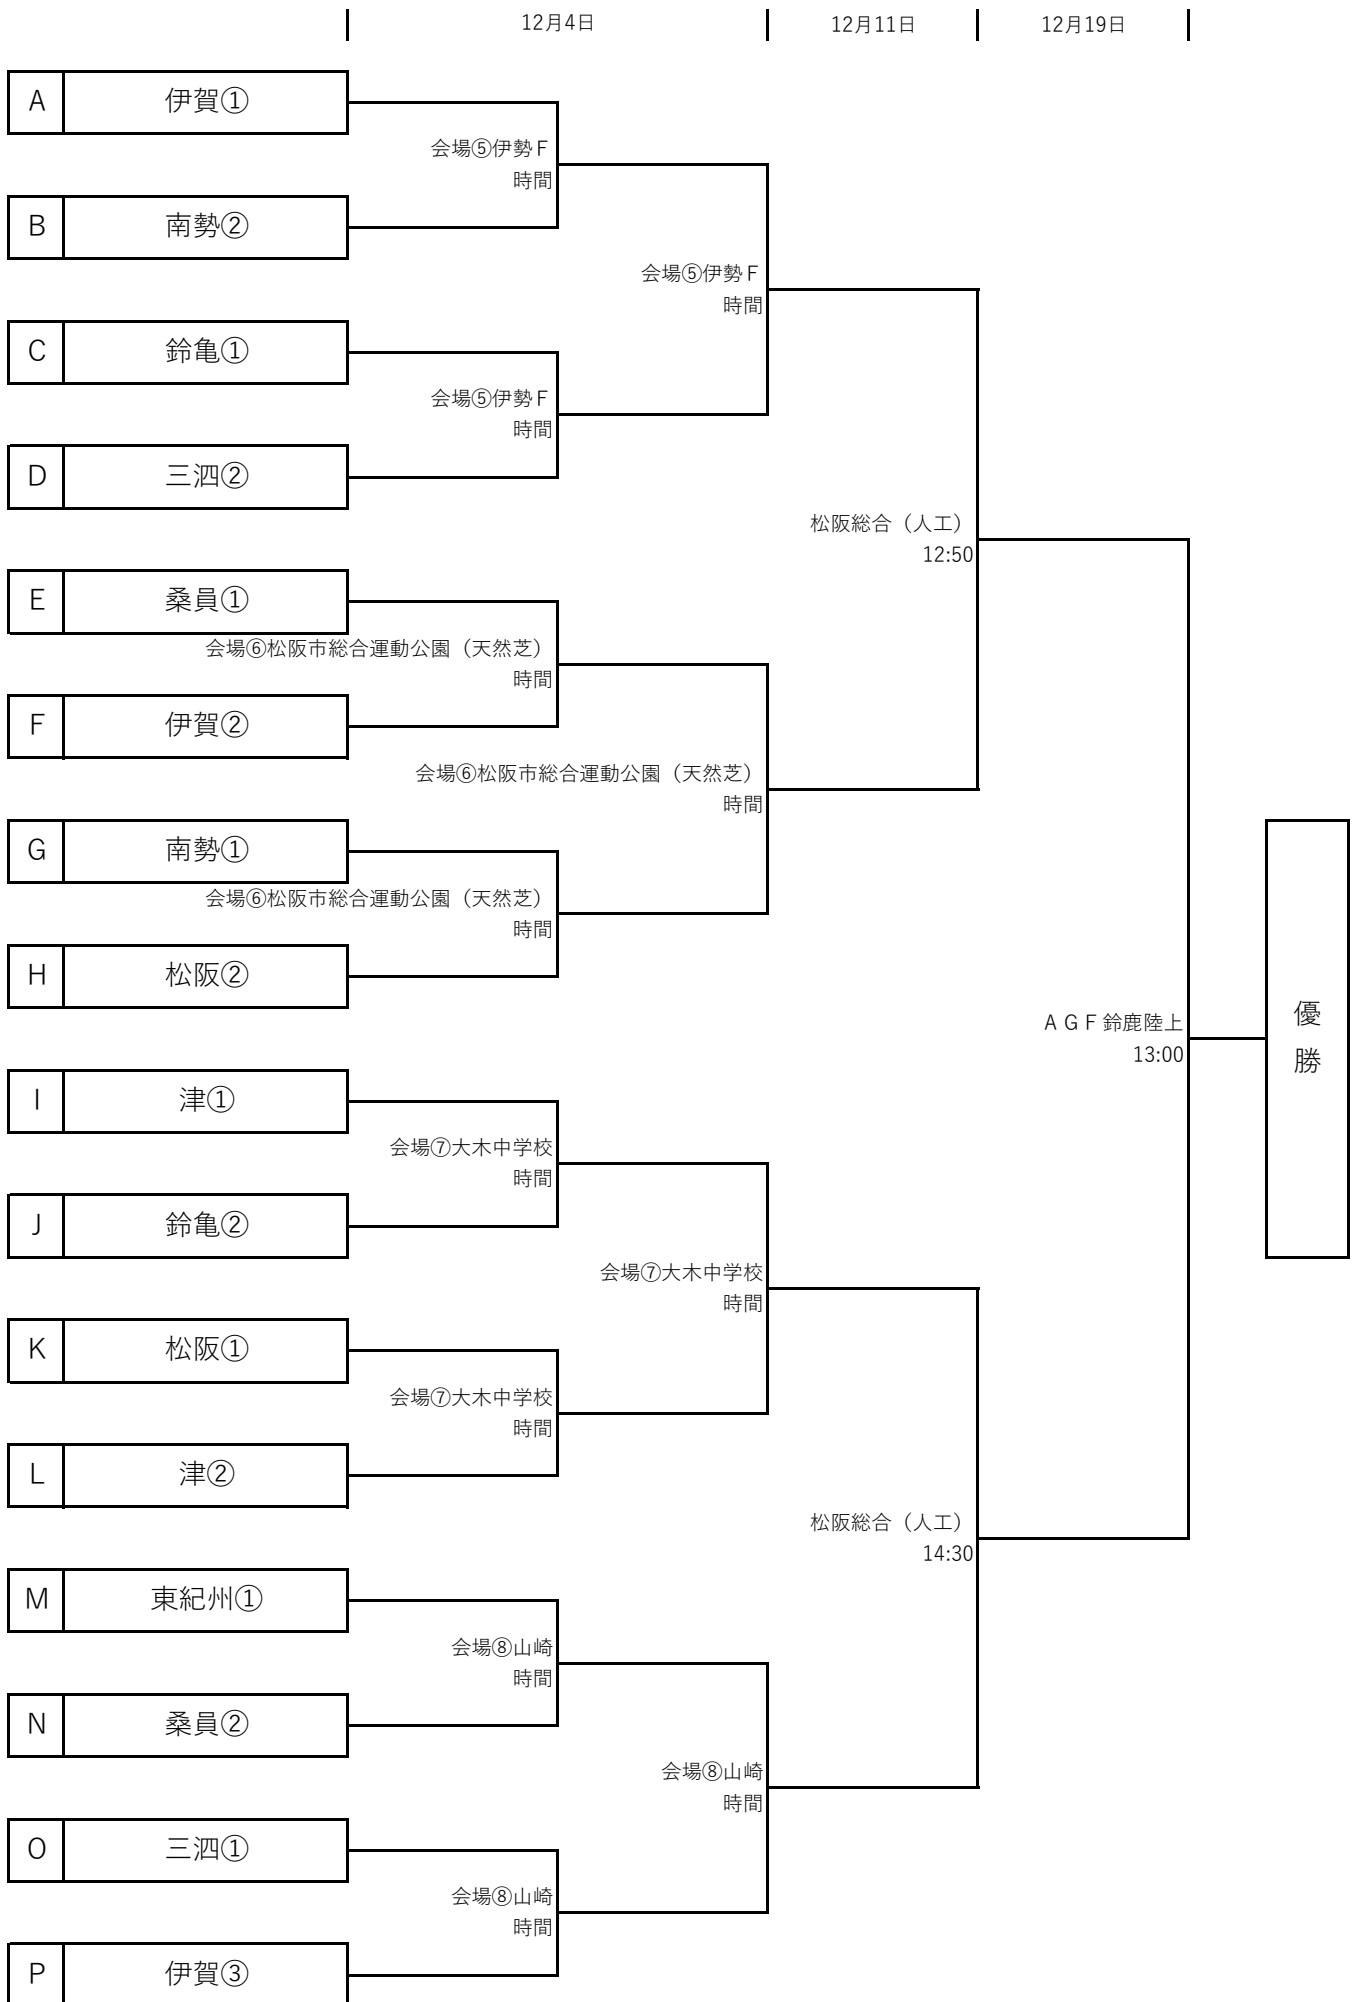 12月4日
12月11日
12月19日
A 伊賀①
会場⑤伊勢Ｆ
時間
B 南勢②
会場⑤伊勢Ｆ
時間
C 鈴亀①
会場⑤伊勢Ｆ
時間
D 三泗②
松阪総合（人工）
12:50
E 桑員①
会場⑥松阪市総合運動公園（天然芝）
時間
F 伊賀②
会場⑥松阪市総合運動公園（天然芝）
時間
G 南勢①
会場⑥松阪市総合運動公園（天然芝）
時間
H 松阪②
ＡＧＦ鈴鹿陸上
13:00
優
勝
I 津①
会場⑦大木中学校
時間
J 鈴亀②
会場⑦大木中学校
時間
K 松阪①
会場⑦大木中学校
時間
L 津②
松阪総合（人工）
14:30
M 東紀州①
会場⑧山崎
時間
N 桑員②
会場⑧山崎
時間
O 三泗①
会場⑧山崎
時間
P 伊賀③